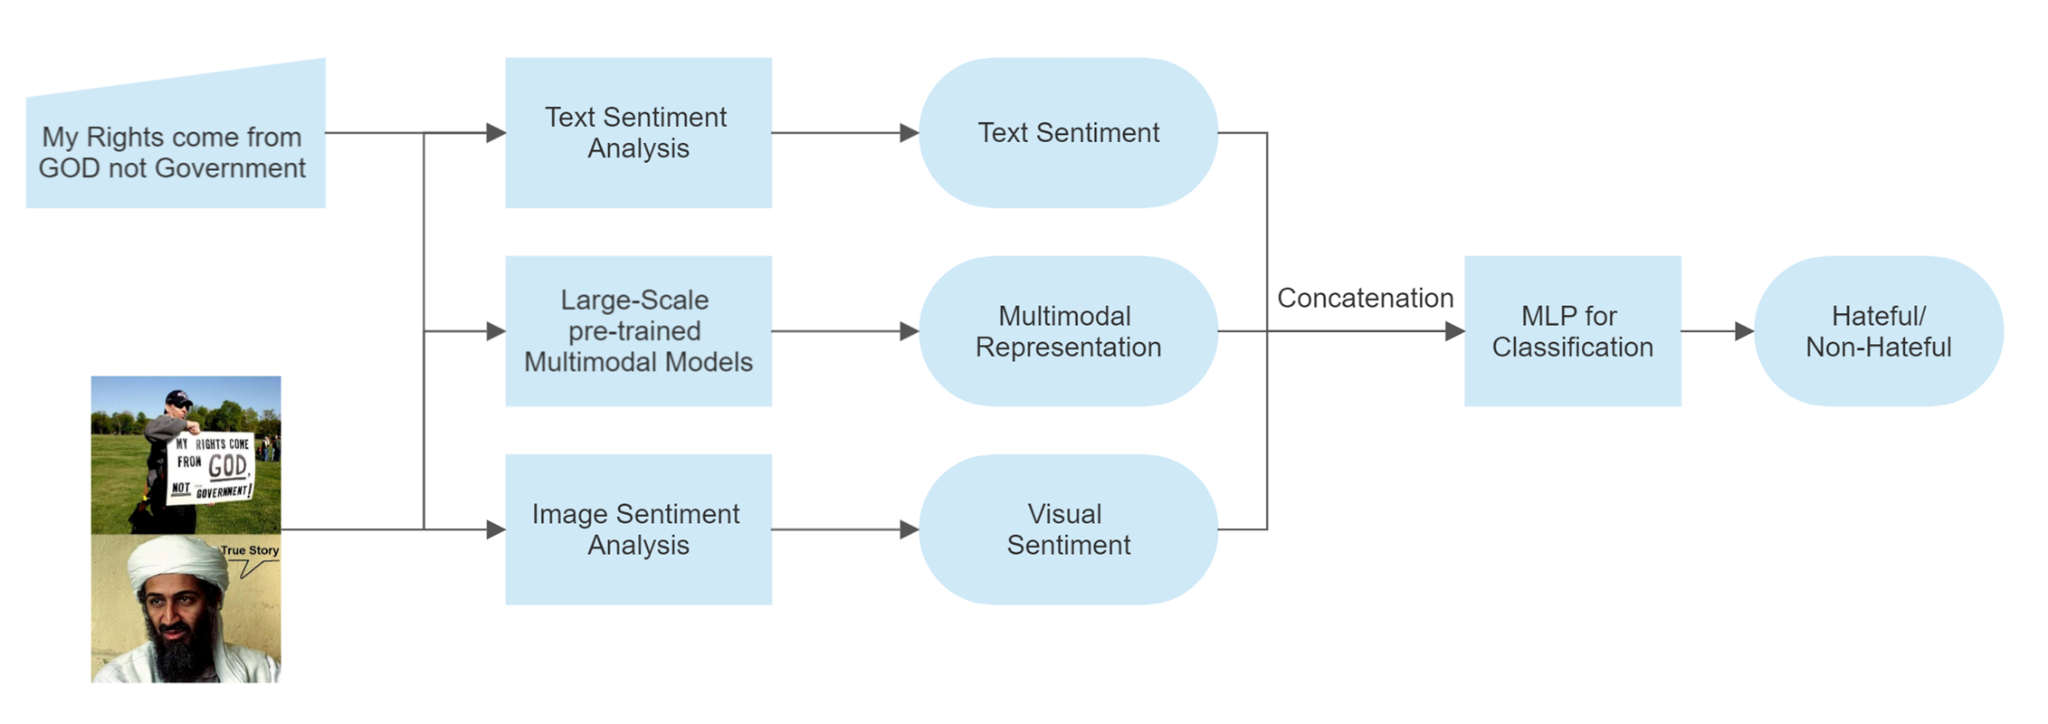 My Rights come from
GOD not Government
Text Sentiment
Analysis
Text Sentiment
Large-Scale
pre-trained
Multimodal Models
Multimodal
Representation
Concatenation
MLP for
Classification
Hateful/
Non-Hateful
MY RIGHTS COME
FROM GOD,
NOT GOVERNMENT!
True Story
Image Sentiment
Analysis
Visual
Sentiment